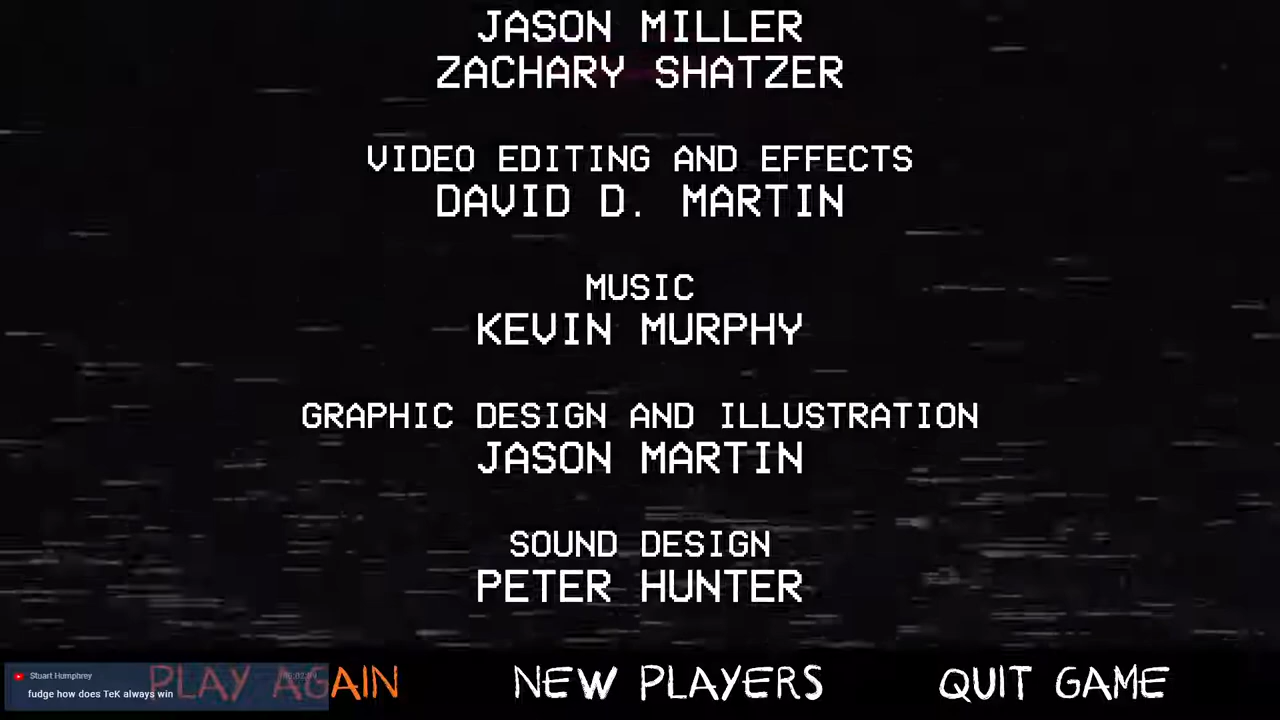 JASON MILLER
ZACHARY SHATZER
VIDEO EDITING AND EFFECTS
DAVID D. MARTIN
MUSIC
KEVIN MURPHY
GRAPHIC DESIGN AND ILLUSTRATION
JASON MARTIN
SOUND DESIGN
PETER HUNTER
PLAY AGAIN
NEW PLAYERS
QUIT GAME
Stuart Humphrey
fudge how does TeK always win